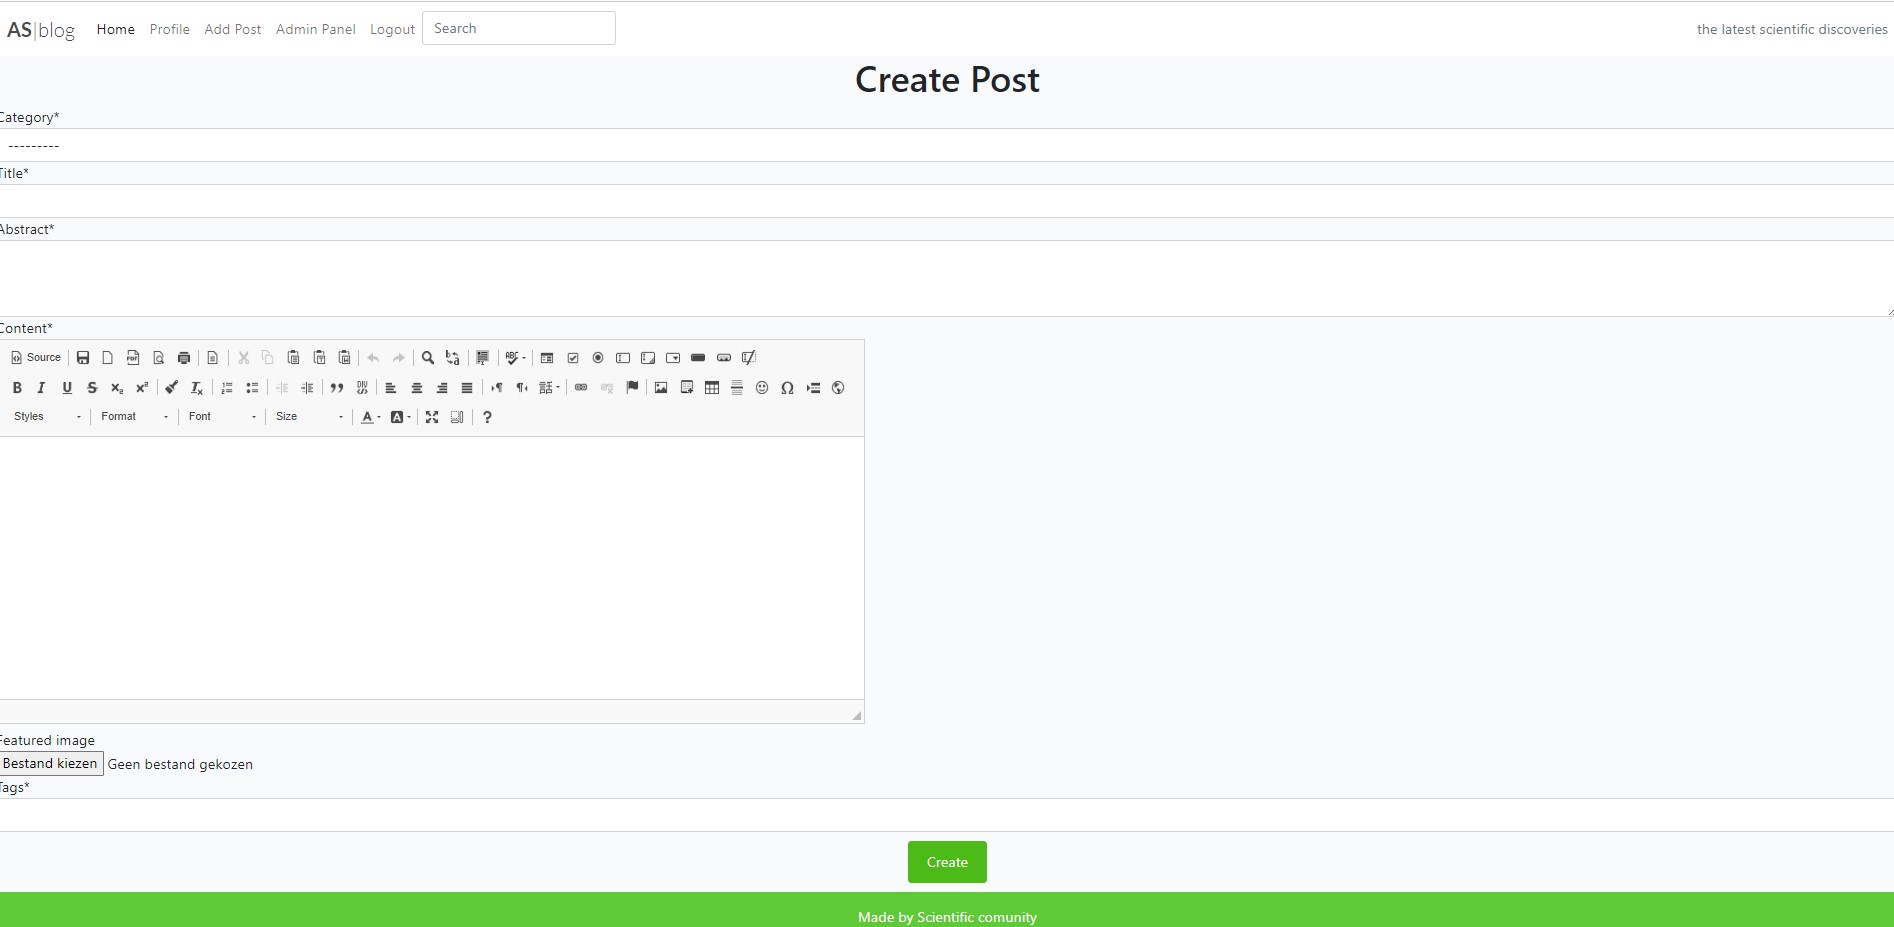 AS|blog Home Profile Add Post Admin Panel Logout Search the latest scientific discoveries
Create Post
Category*
---------
Title*
Abstract*
Content*
Source
Styles Format Font Size
Featured image
Bestand kiezen Geen bestand gekozen
Tags*
Create
Made by Scientific comunity